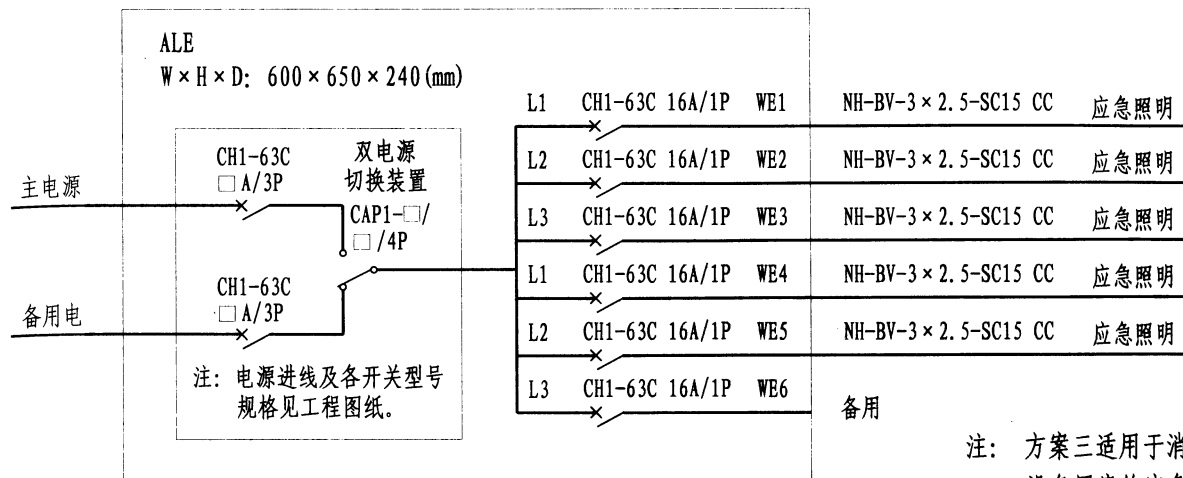 ALE
W×H×D: 600×650×240(mm)
主电源
CH1-63C
□A/3P
双电源
切换装置
CAP1-□/
□/4P
备用电
CH1-63C
□A/3P
注: 电源进线及各开关型号
规格见工程图纸。
L1 CH1-63C 16A/1P WE1 NH-BV-3×2.5-SC15 CC 应急照明
L2 CH1-63C 16A/1P WE2 NH-BV-3×2.5-SC15 CC 应急照明
L3 CH1-63C 16A/1P WE3 NH-BV-3×2.5-SC15 CC 应急照明
L1 CH1-63C 16A/1P WE4 NH-BV-3×2.5-SC15 CC 应急照明
L2 CH1-63C 16A/1P WE5 NH-BV-3×2.5-SC15 CC 应急照明
L3 CH1-63C 16A/1P WE6 备用
注: 方案三适用于消